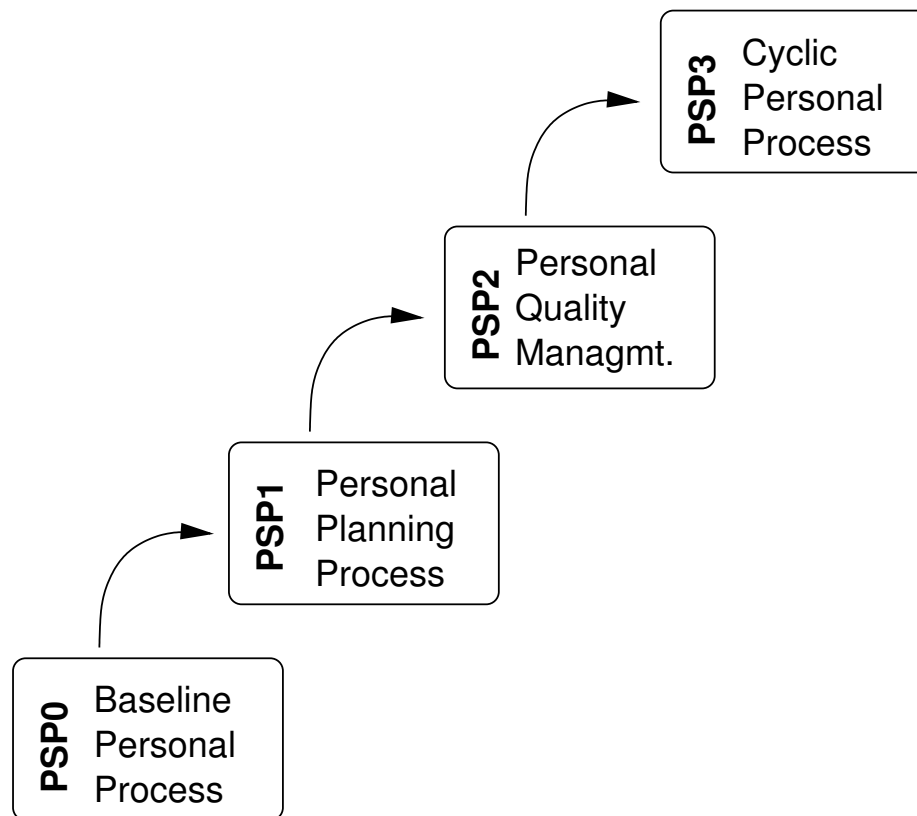 PSP3
Cyclic
Personal
Process
PSP2
Personal
Quality
Managmt.
PSP1
Personal
Planning
Process
PSP0
Baseline
Personal
Process